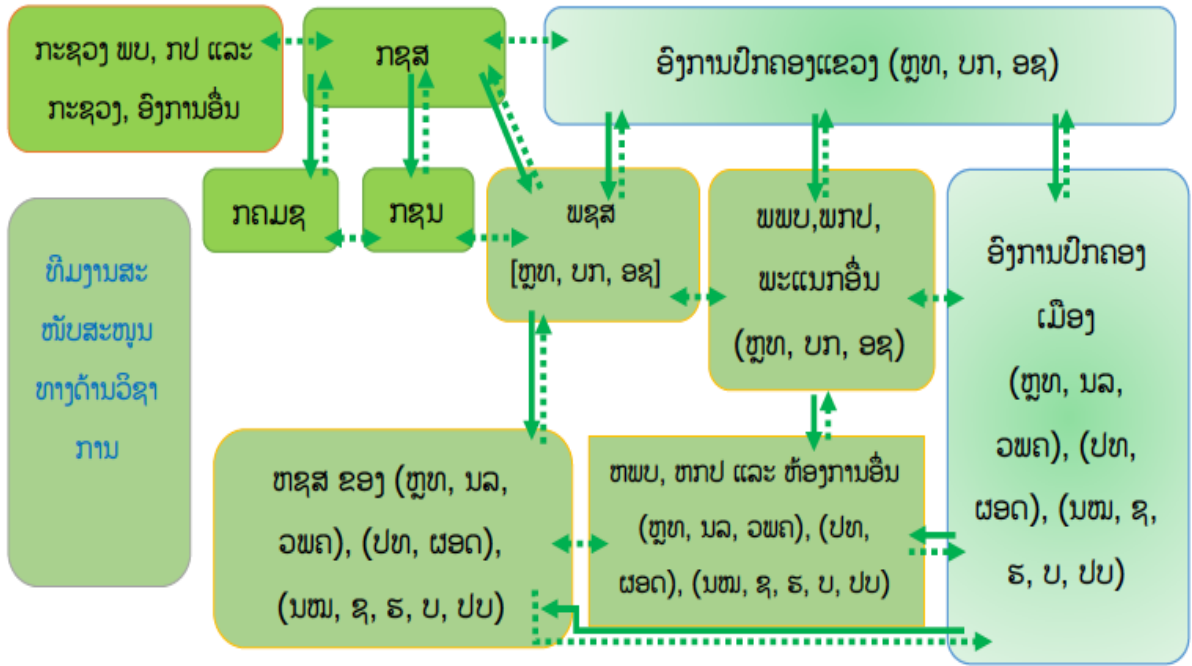 ກະຊວງ ພບ, ກປ ແລະ
ກະຊວງ, ອົງການອື່ນ
ກຊສ
ອົງການປົກຄອງແຂວງ (ຫຼທ, ບກ, ອຊ)
ກຄມຊ
ກຊນ
ພຊສ
[ຫຼທ, ບກ, ອຊ]
ພພບ,ພກປ,
ພະແນກອື່ນ
(ຫຼທ, ບກ, ອຊ)
ອົງການປົກຄອງ
ເມືອງ
(ຫຼທ, ນລ,
ວພຄ), (ປທ,
ຜອດ), (ນໝ, ຊ,
ຮ, ບ, ປບ)
ທີມງານສະ
ໜັບສະໜູນ
ທາງດ້ານວິຊາ
ການ
ຫຊສ ຂອງ (ຫຼທ, ນລ,
ວພຄ), (ປທ, ຜອດ),
(ນໝ, ຊ, ຮ, ບ, ປບ)
ຫພບ, ຫກປ ແລະ ຫ້ອງການອື່ນ
(ຫຼທ, ນລ, ວພຄ), (ປທ,
ຜອດ), (ນໝ, ຊ, ຮ, ບ, ປບ)